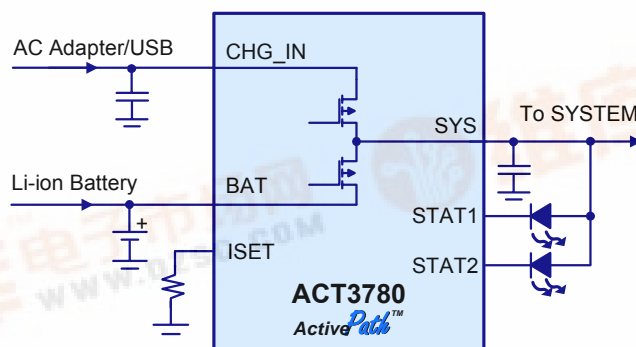 AC Adapter/USB
CHG_IN
To SYSTEM
SYS
Li-ion Battery
BAT
+
STAT1
ISET
STAT2
ACT3780
ActivePath™